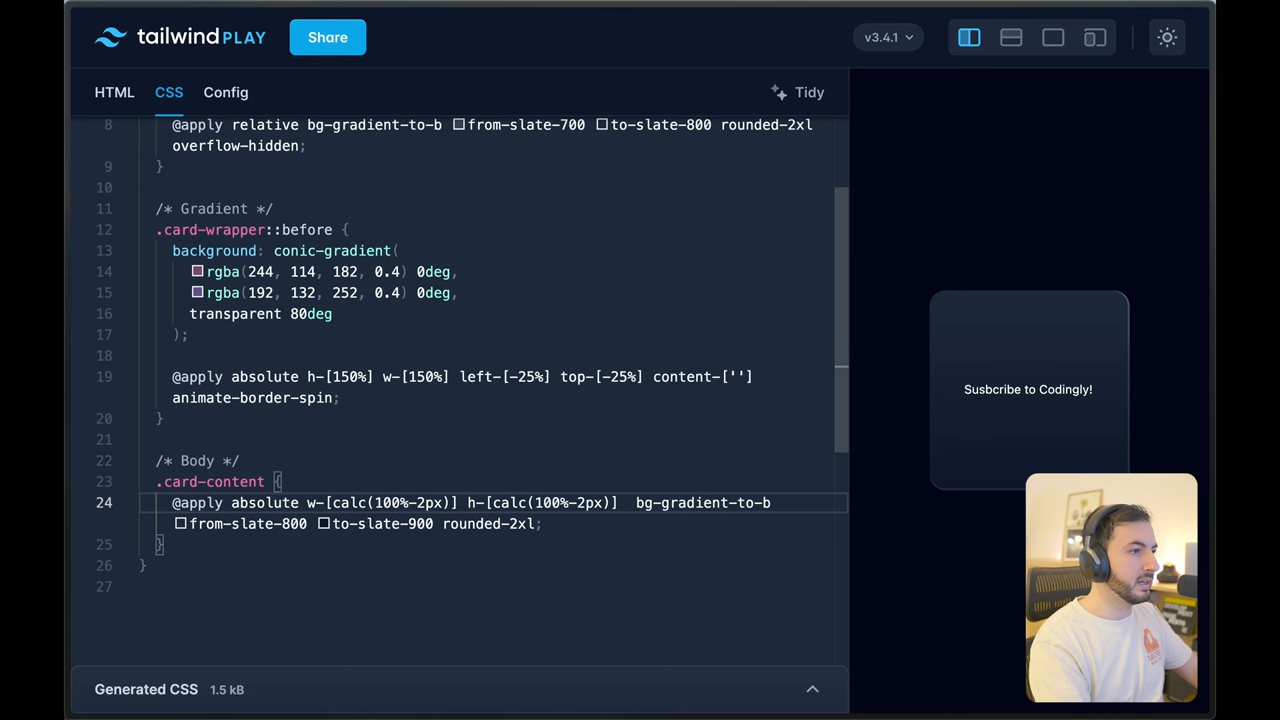 tailwind PLAY
Share
v3.4.1
HTML CSS Config
Tidy
8 @apply relative bg-gradient-to-b from-slate-700 to-slate-800 rounded-2xl
overflow-hidden;
9 }
10
11 /* Gradient */
12 .card-wrapper::before {
13 background: conic-gradient(
14 rgba(244, 114, 182, 0.4) 0deg,
15 rgba(192, 132, 252, 0.4) 0deg,
16 transparent 80deg
17 );
18
19 @apply absolute h-[150%] w-[150%] left-[-25%] top-[-25%] content-['']
animate-border-spin;
20 }
21
22 /* Body */
23 .card-content {
24 @apply absolute w-[calc(100%-2px)] h-[calc(100%-2px)]  bg-gradient-to-b
from-slate-800 to-slate-900 rounded-2xl;
25 }
26 }
27
Susbcribe to Codingly!
Generated CSS 1.5 kB